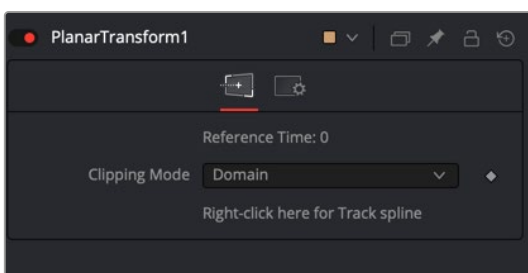 PlanarTransform1
Reference Time: 0
Clipping Mode Domain
Right-click here for Track spline